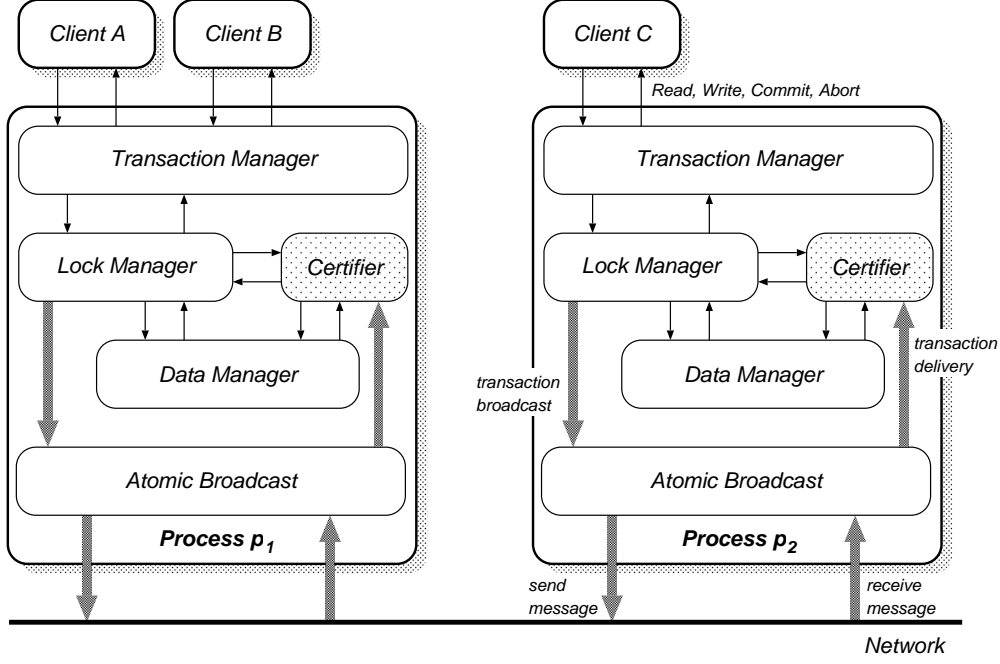 Client A
Client B
Client C
Read, Write, Commit, Abort
Transaction Manager
Lock Manager
Certifier
Data Manager
Atomic Broadcast
Process p1
Transaction Manager
Lock Manager
Certifier
Data Manager
transaction
broadcast
transaction
delivery
Atomic Broadcast
Process p2
send
message
receive
message
Network